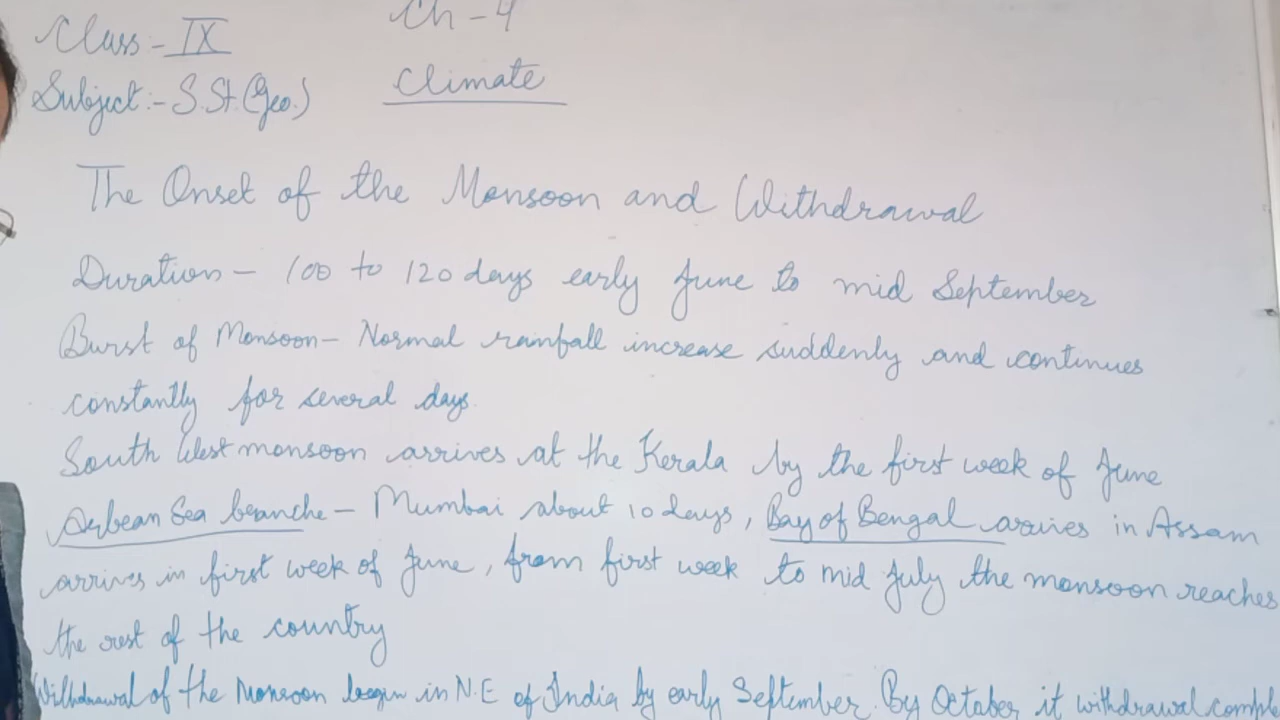 Class - IX
Ch - 4
Subject :- S.St. (Geo.)
Climate
The Onset of the Monsoon and Withdrawal
Duration - 100 to 120 days early June to mid September
Burst of Monsoon - Normal rainfall increase suddenly and continues
constantly for several days.
South West monsoon arrives at the Kerala by the first week of June
Sea branche - Mumbai about 10 days, Bay of Bengal arrives in Assam
arrives in first week of June, from first week to mid July the monsoon reaches
the rest of the country
Withdrawal of the Monsoon begun in N.E of India by early September. By October it withdrawal comple